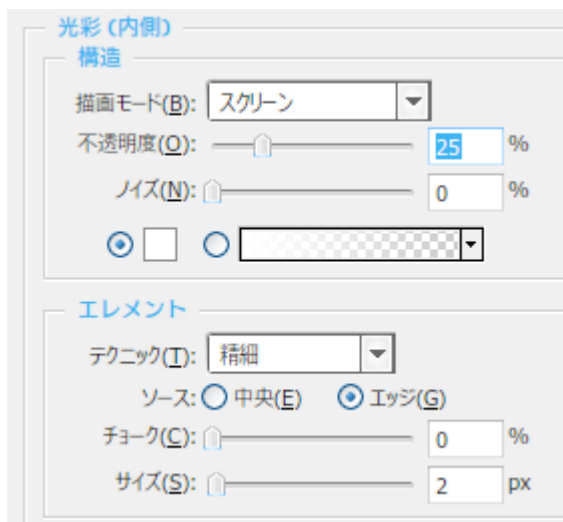 光彩 (内側)
構造
描画モード(B): スクリーン
不透明度(O): 25 %
ノイズ(N): 0 %
エレメント
テクニック(T): 精細
ソース: 中央(E) エッジ(G)
チョーク(C): 0 %
サイズ(S): 2 px